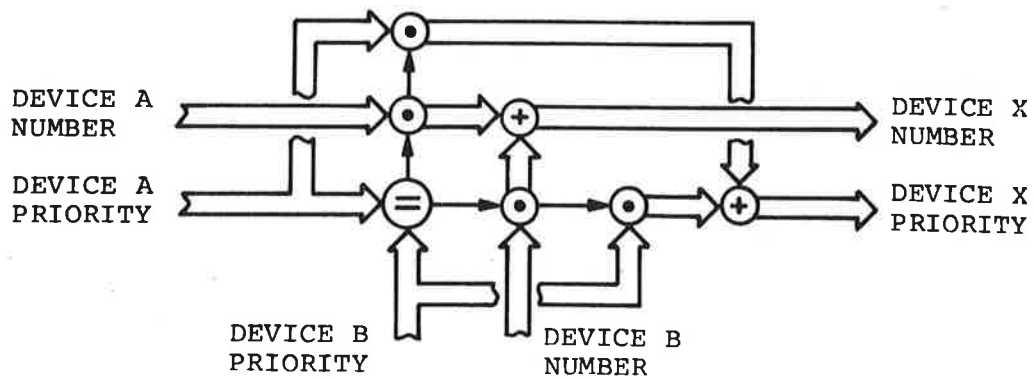 DEVICE A
NUMBER
DEVICE X
NUMBER
DEVICE A
PRIORITY
DEVICE X
PRIORITY
DEVICE B
PRIORITY
DEVICE B
NUMBER